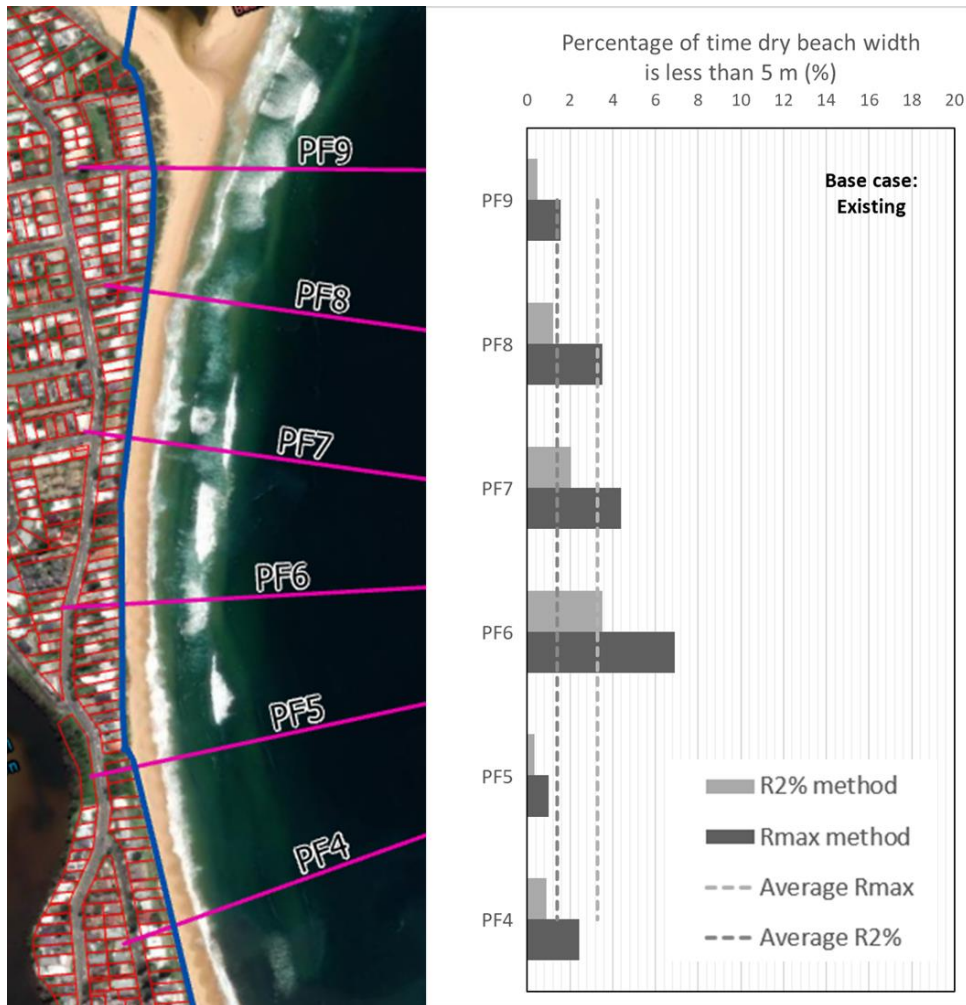 PF9
PF8
PF7
PF6
PF5
PF4
Percentage of time dry beach width
is less than 5 m (%)
0 2 4 6 8 10 12 14 16 18 20
Base case:
Existing
PF9
PF8
PF7
PF6
PF5
PF4
R2% method
Rmax method
Average Rmax
Average R2%